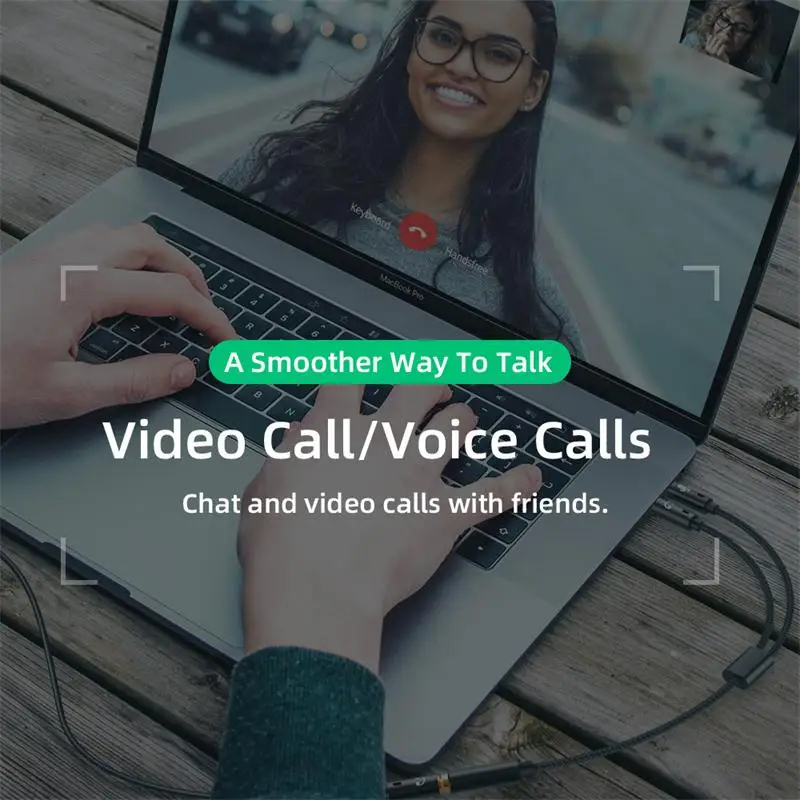 Keyboard
Handsfree
MacBook Pro
A Smoother Way To Talk
Video Call/Voice Calls
Chat and video calls with friends.